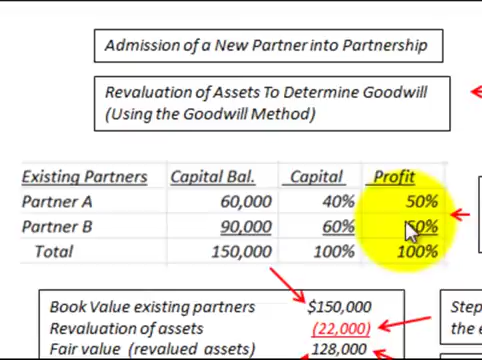 Admission of a New Partner into Partnership
Revaluation of Assets To Determine Goodwill
(Using the Goodwill Method)
Existing Partners Capital Bal. Capital Profit
Partner A 60,000 40% 50%
Partner B 90,000 60% 50%
Total 150,000 100% 100%
Book Value existing partners $150,000
Revaluation of assets (22,000)
Fair value (revalued assets) 128,000
Step
the e